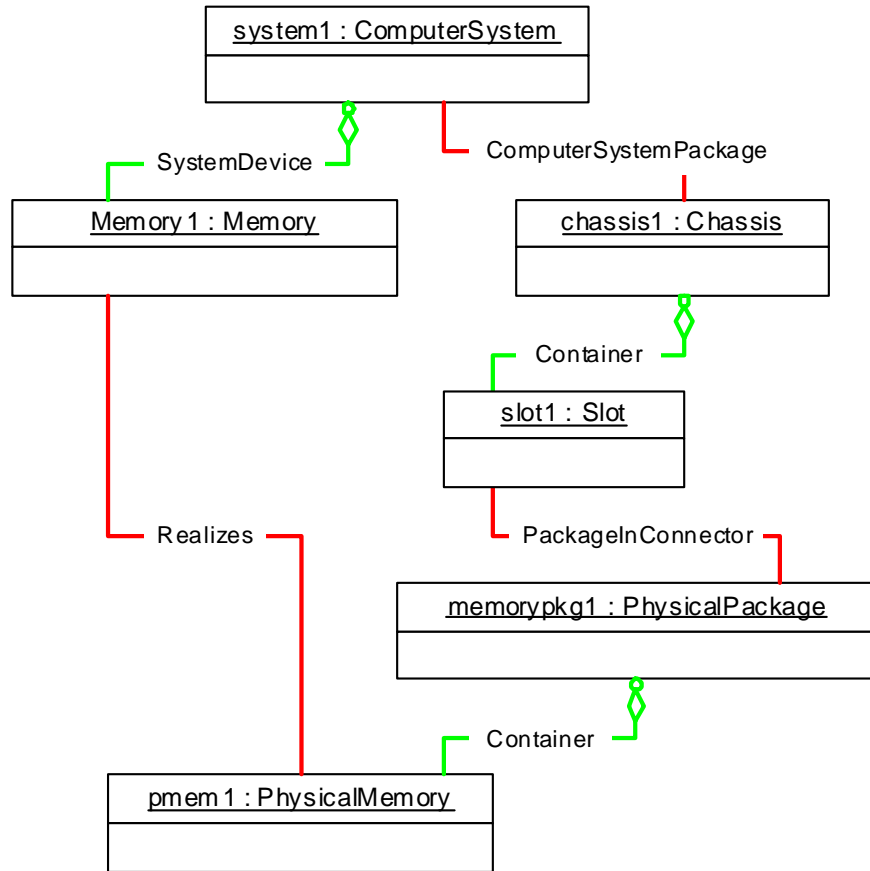 system1 : ComputerSystem
SystemDevice
ComputerSystemPackage
Memory1 : Memory
chassis1 : Chassis
Container
slot1 : Slot
Realizes
PackageInConnector
memorypkg1 : PhysicalPackage
Container
pmem1 : PhysicalMemory